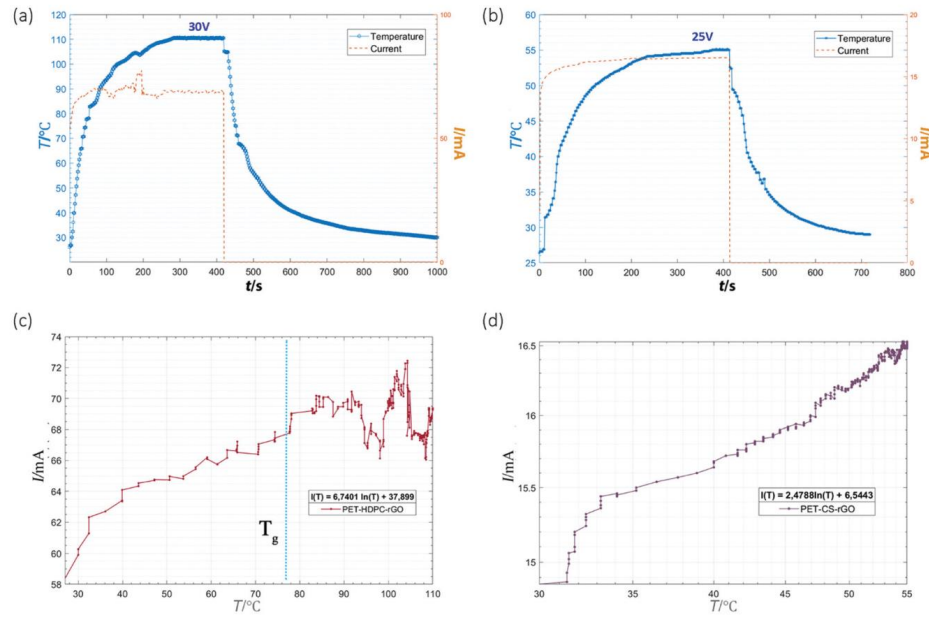 (a)
30V
Temperature
Current
T/°C
120
110
100
90
80
70
60
50
40
30
I/mA
100
50
0
0 100 200 300 400 500 600 700 800 900 1000
t/s
(b)
25V
Temperature
Current
T/°C
60
55
50
45
40
35
30
25
I/mA
20
15
10
5
0
0 100 200 300 400 500 600 700 800
t/s
(c)
I/mA
74
72
70
68
66
64
62
60
58
I(T) = 6,7401 ln(T) + 37,899
PET-HDPC-rGO
Tg
30 40 50 60 70 80 90 100 110
T/°C
(d)
I/mA
16.5
16
15.5
15
I(T) = 2,4788ln(T) + 6,5443
PET-CS-rGO
30 35 40 45 50 55
T/°C